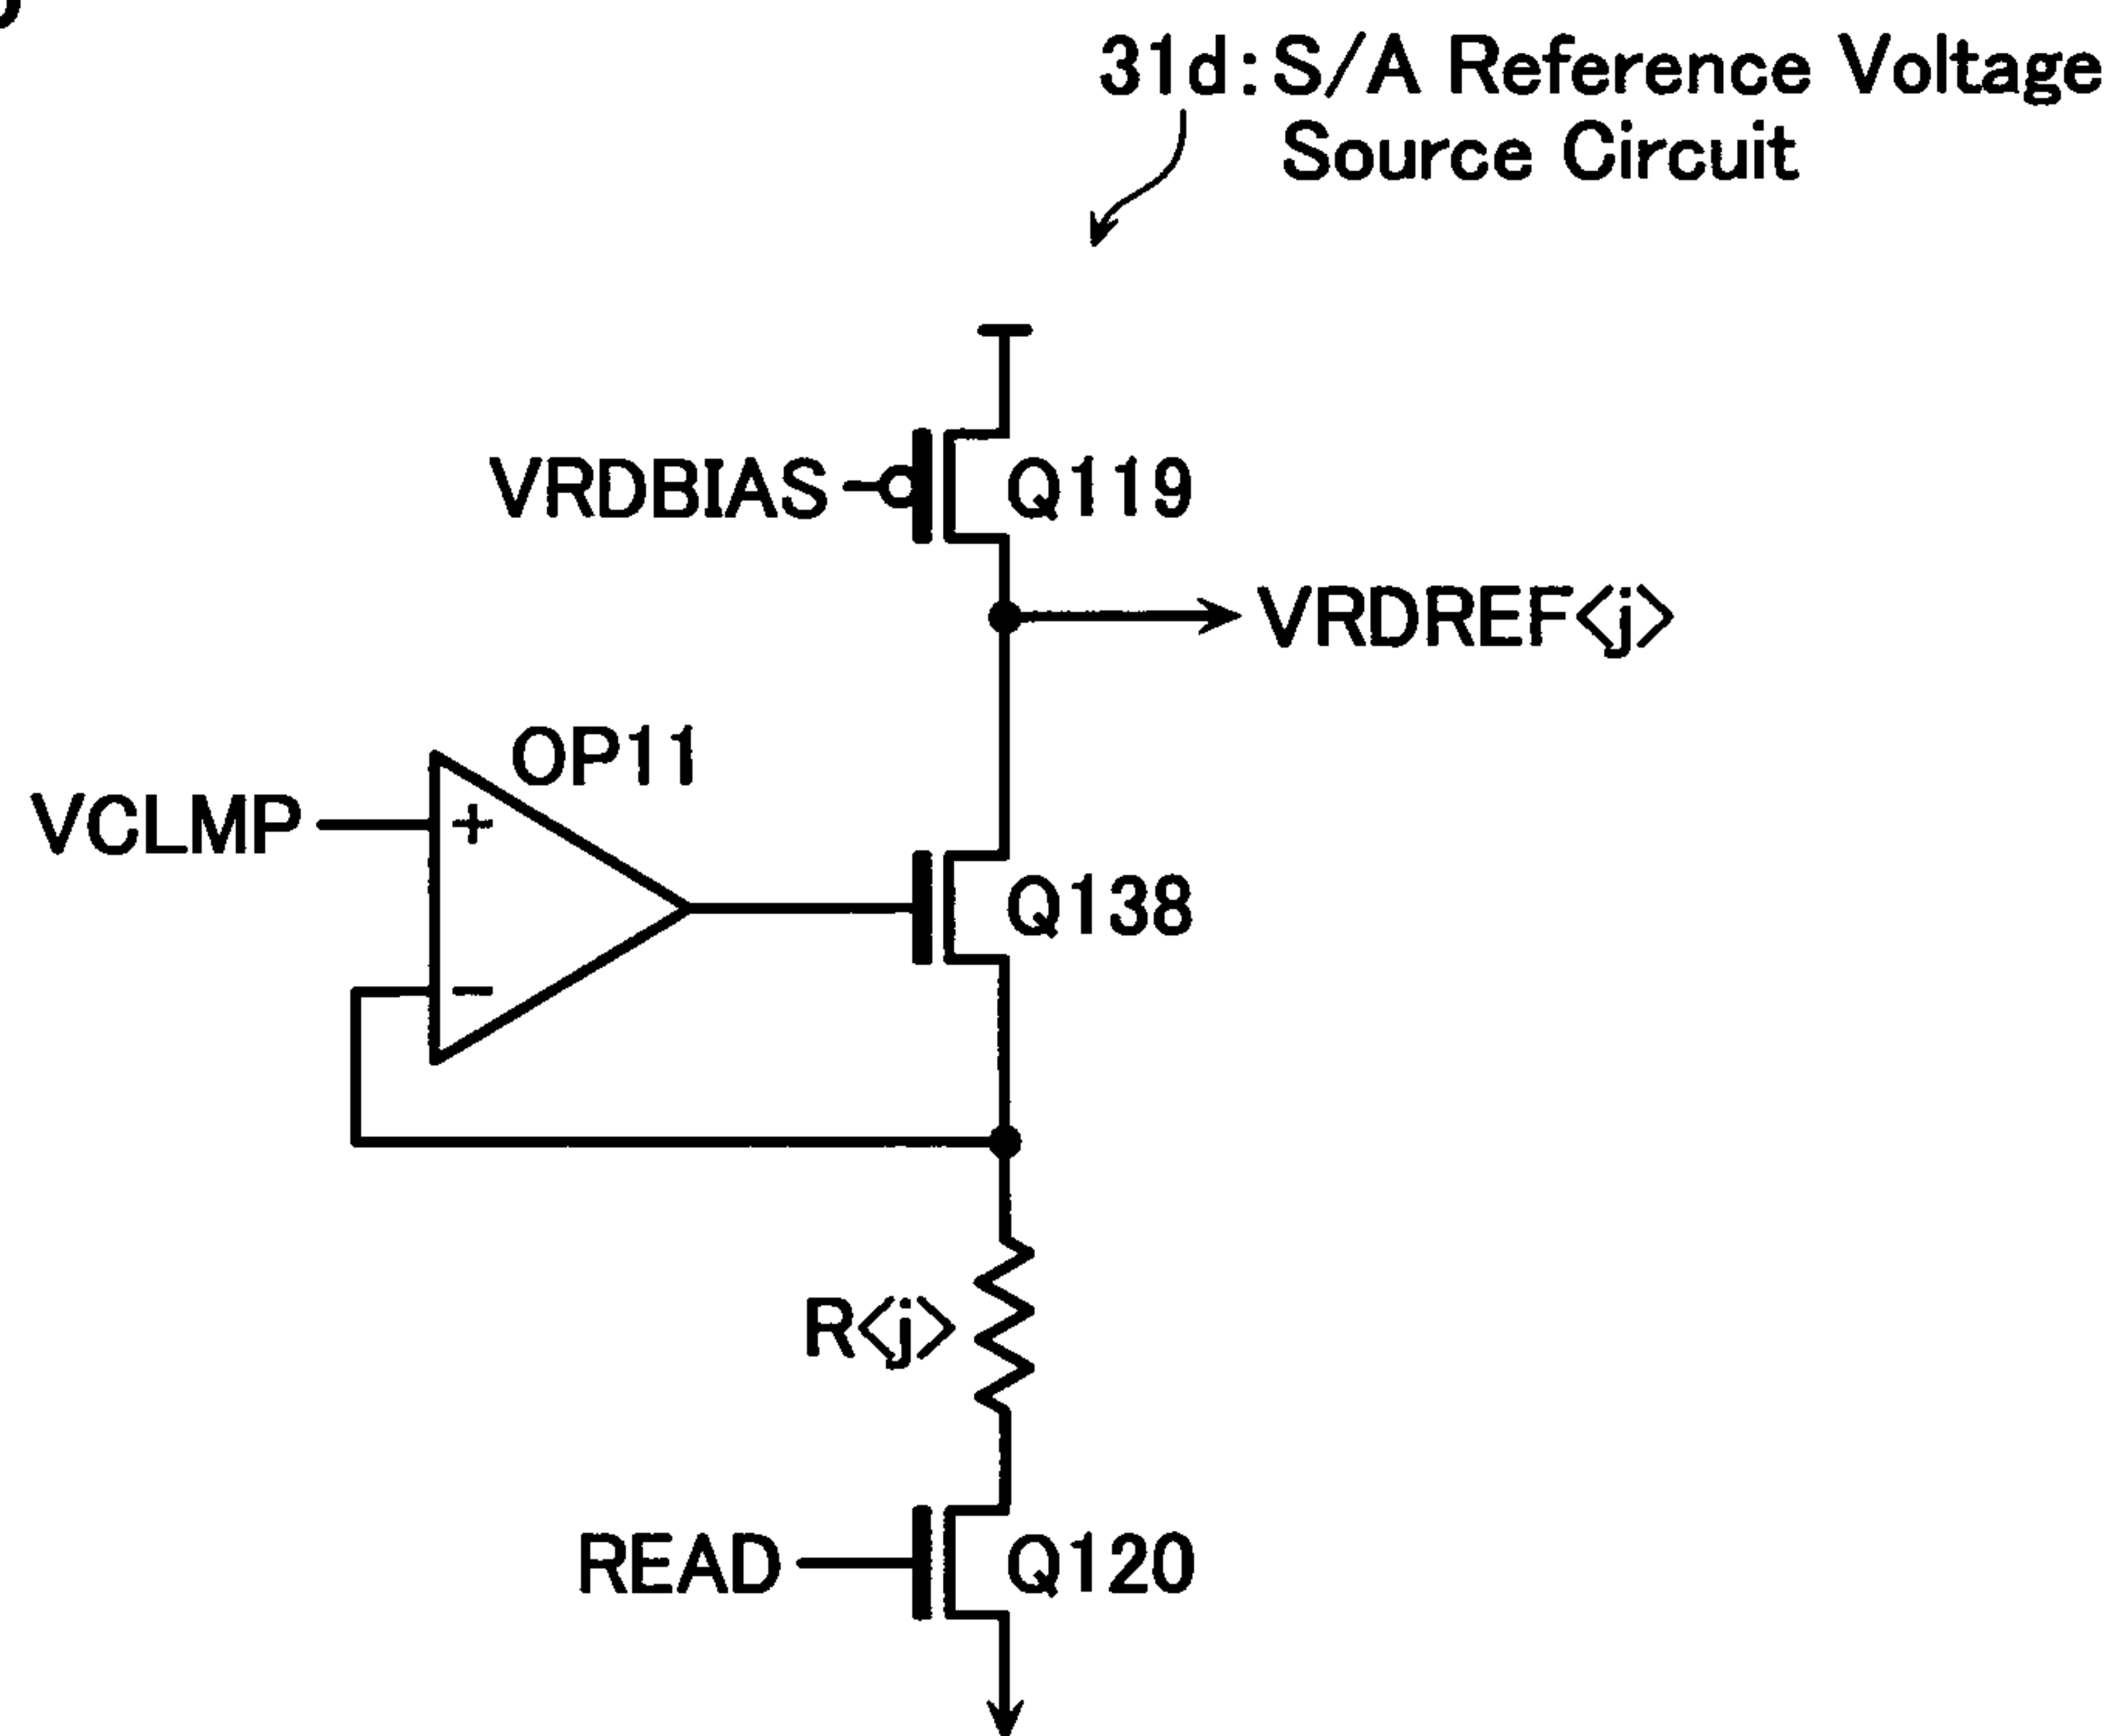 31d: S/A Reference Voltage
Source Circuit
VRDBIAS
Q119
VRDREF<j>
OP11
VCLMP
+
Q138
−
R<j>
READ
Q120